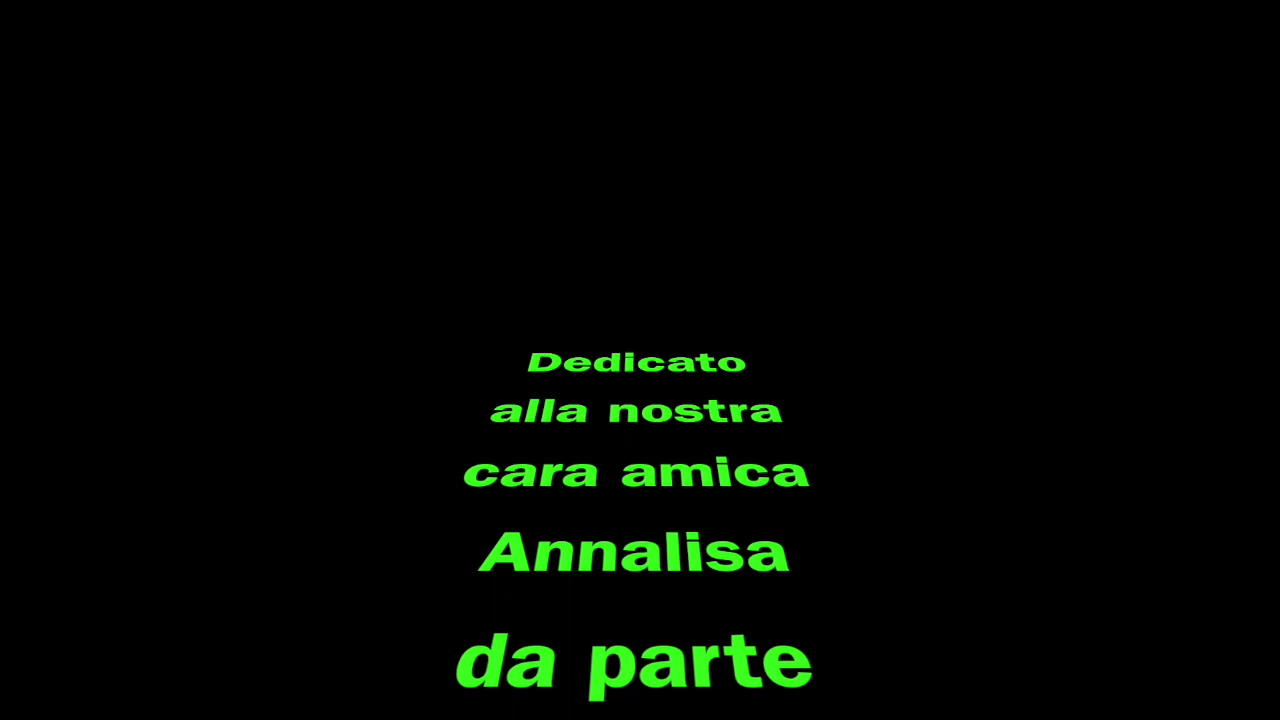 Dedicato
alla nostra
cara amica
Annalisa
da parte